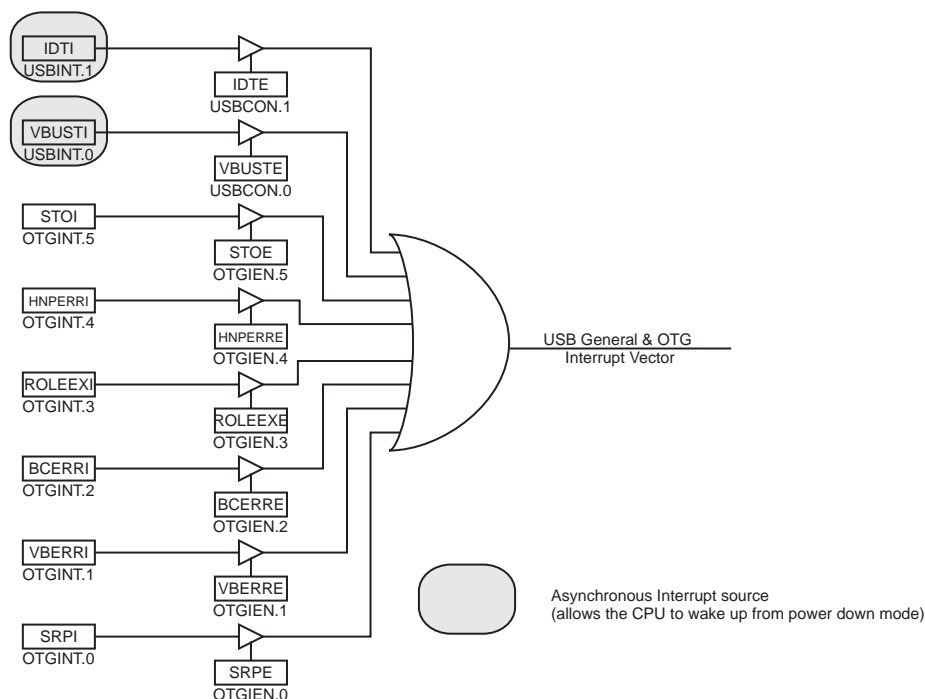 IDTI
USBINT.1
IDTE
USBCON.1
VBUSTI
USBINT.0
VBUSTE
USBCON.0
STOI
OTGINT.5
STOE
OTGIEN.5
HNPERRI
OTGINT.4
HNPERRE
OTGIEN.4
USB General & OTG
Interrupt Vector
ROLEEXI
OTGINT.3
ROLEEXE
OTGIEN.3
BCERRI
OTGINT.2
BCERRE
OTGIEN.2
VBERRI
OTGINT.1
VBERRE
OTGIEN.1
Asynchronous Interrupt source
(allows the CPU to wake up from power down mode)
SRPI
OTGINT.0
SRPE
OTGIEN.0